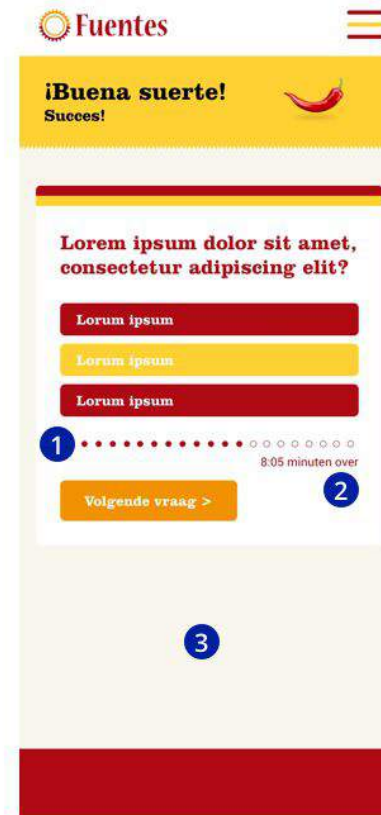 Fuentes
¡Buena suerte!
Succes!
Lorem ipsum dolor sit amet,
consectetur adipiscing elit?
Lorum ipsum
Lorum ipsum
Lorum ipsum
1
8:05 minuten over
2
Volgende vraag >
3